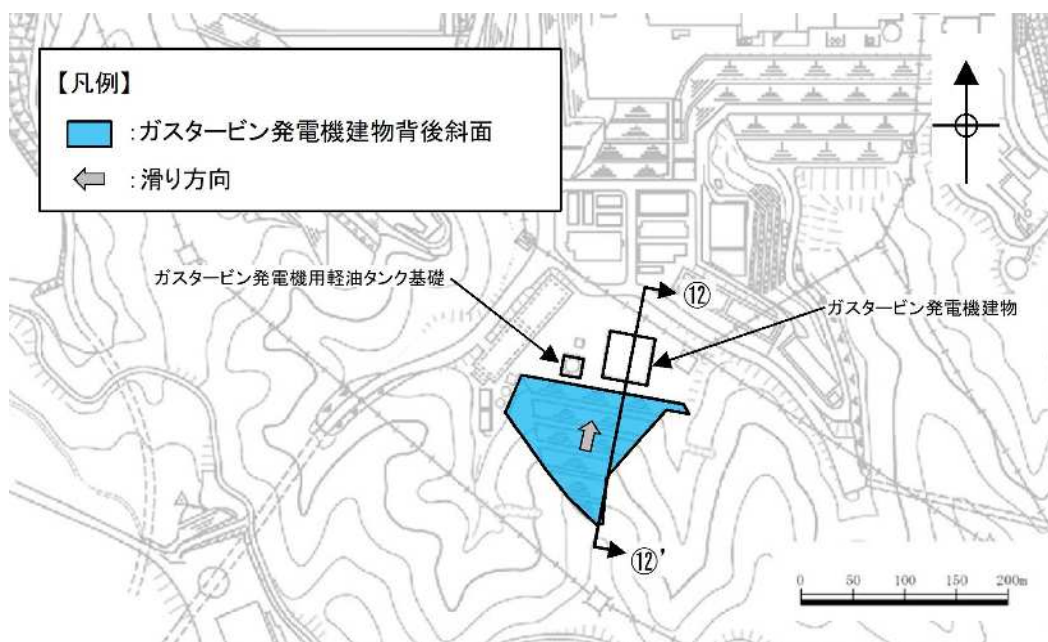 【凡例】
:ガスタービン発電機建物背後斜面
:滑り方向
ガスタービン発電機用軽油タンク基礎
⑫
ガスタービン発電機建物
⑫'
0 50 100 150 200m